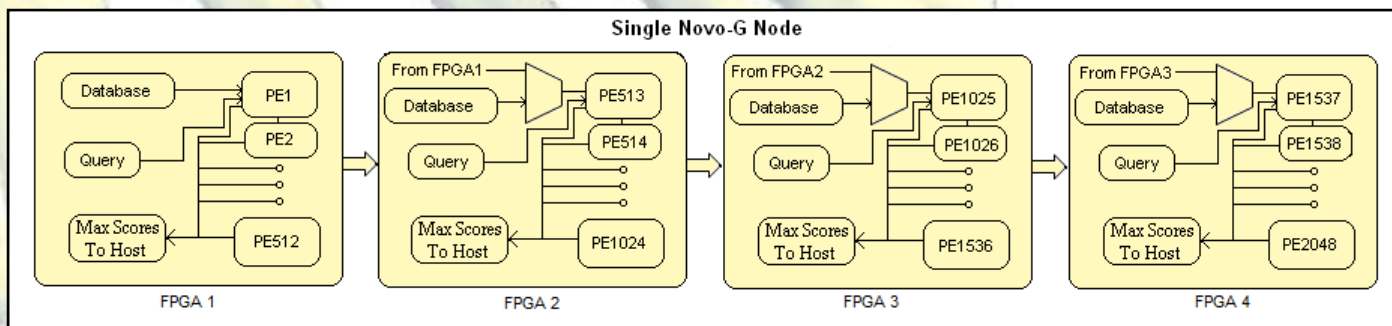 Single Novo-G Node
Database
PE1
PE2
Query
Max Scores
To Host
PE512
FPGA 1
From FPGA1
Database
PE513
PE514
Query
Max Scores
To Host
PE1024
FPGA 2
From FPGA2
Database
PE1025
PE1026
Query
Max Scores
To Host
PE1536
FPGA 3
From FPGA3
Database
PE1537
PE1538
Query
Max Scores
To Host
PE2048
FPGA 4